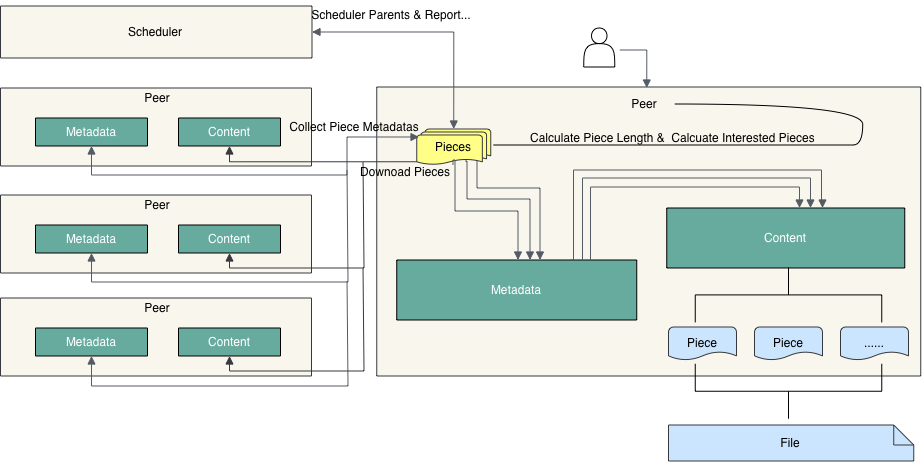 Scheduler Parents & Report...
Scheduler
Peer
Metadata
Content
Collect Piece Metadatas
Pieces
Downoad Pieces
Peer
Calculate Piece Length &  Calcuate Interested Pieces
Peer
Metadata
Content
Content
Metadata
Peer
Metadata
Content
Piece
Piece
......
File